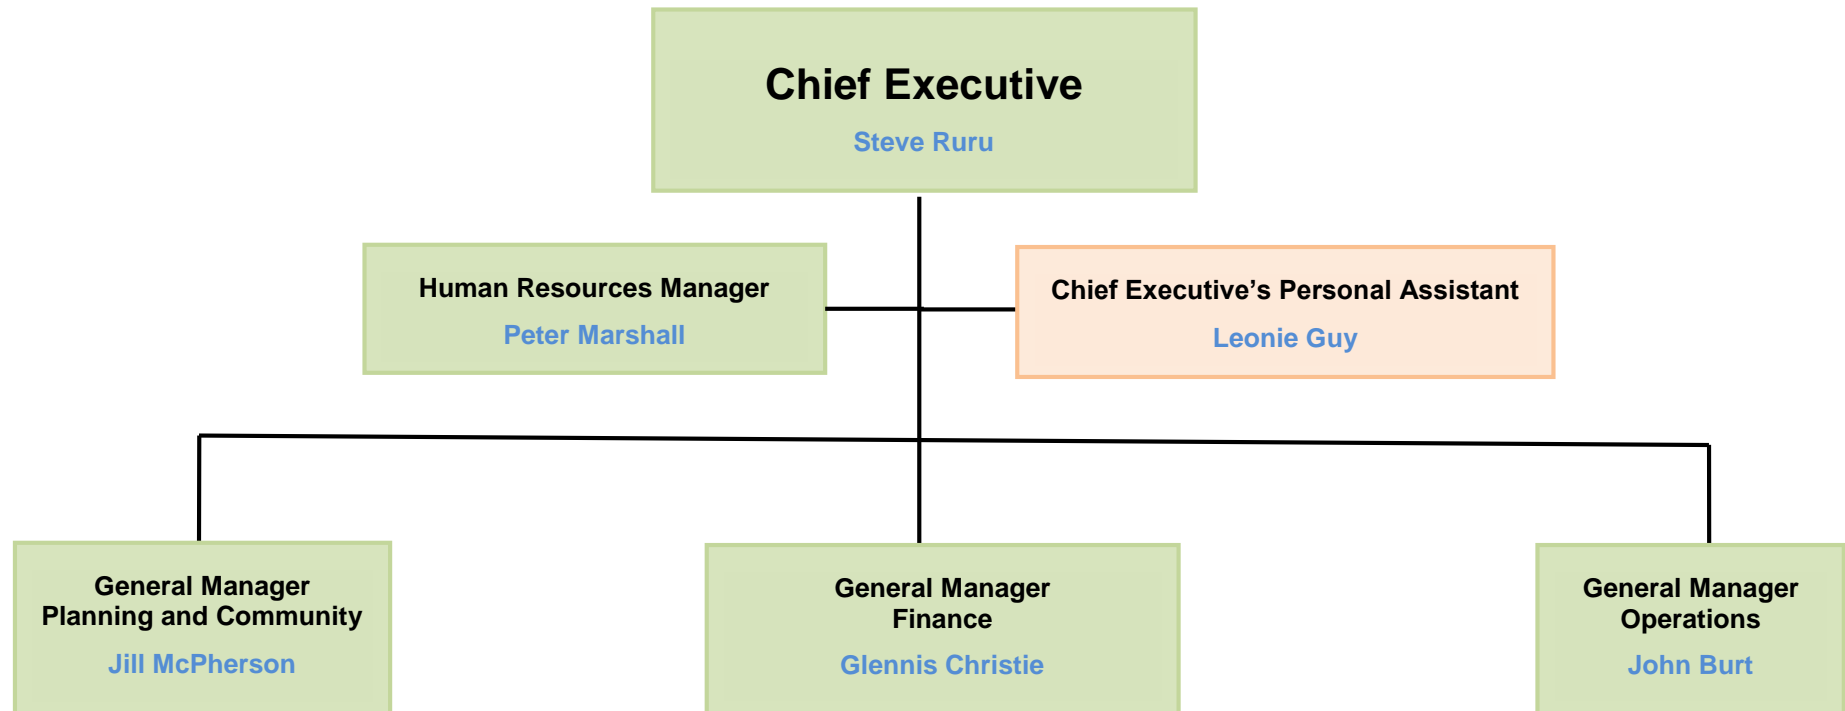 Chief Executive
Steve Ruru
Human Resources Manager
Peter Marshall
Chief Executive’s Personal Assistant
Leonie Guy
General Manager
Planning and Community
Jill McPherson
General Manager
Finance
Glennis Christie
General Manager
Operations
John Burt